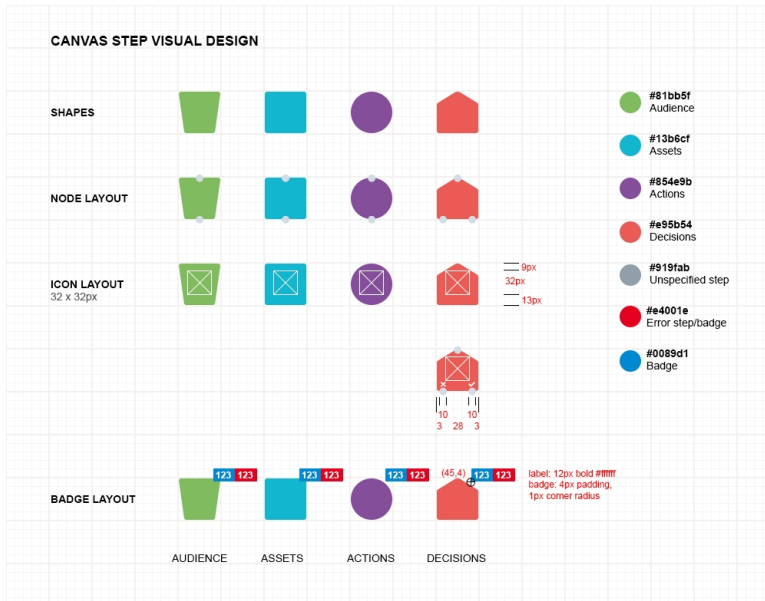 CANVAS STEP VISUAL DESIGN
SHAPES
#81bb5f
Audience
#13b6cf
Assets
NODE LAYOUT
#854e9b
Actions
#e95b54
Decisions
ICON LAYOUT
32 x 32px
9px
32px
13px
#919fab
Unspecified step
#e4001e
Error step/badge
#0089d1
Badge
10 10
3 28 3
BADGE LAYOUT
123 123 123 123 123 123 (45,4) 123 123
label: 12px bold #ffffff
badge: 4px padding,
1px corner radius
AUDIENCE ASSETS ACTIONS DECISIONS